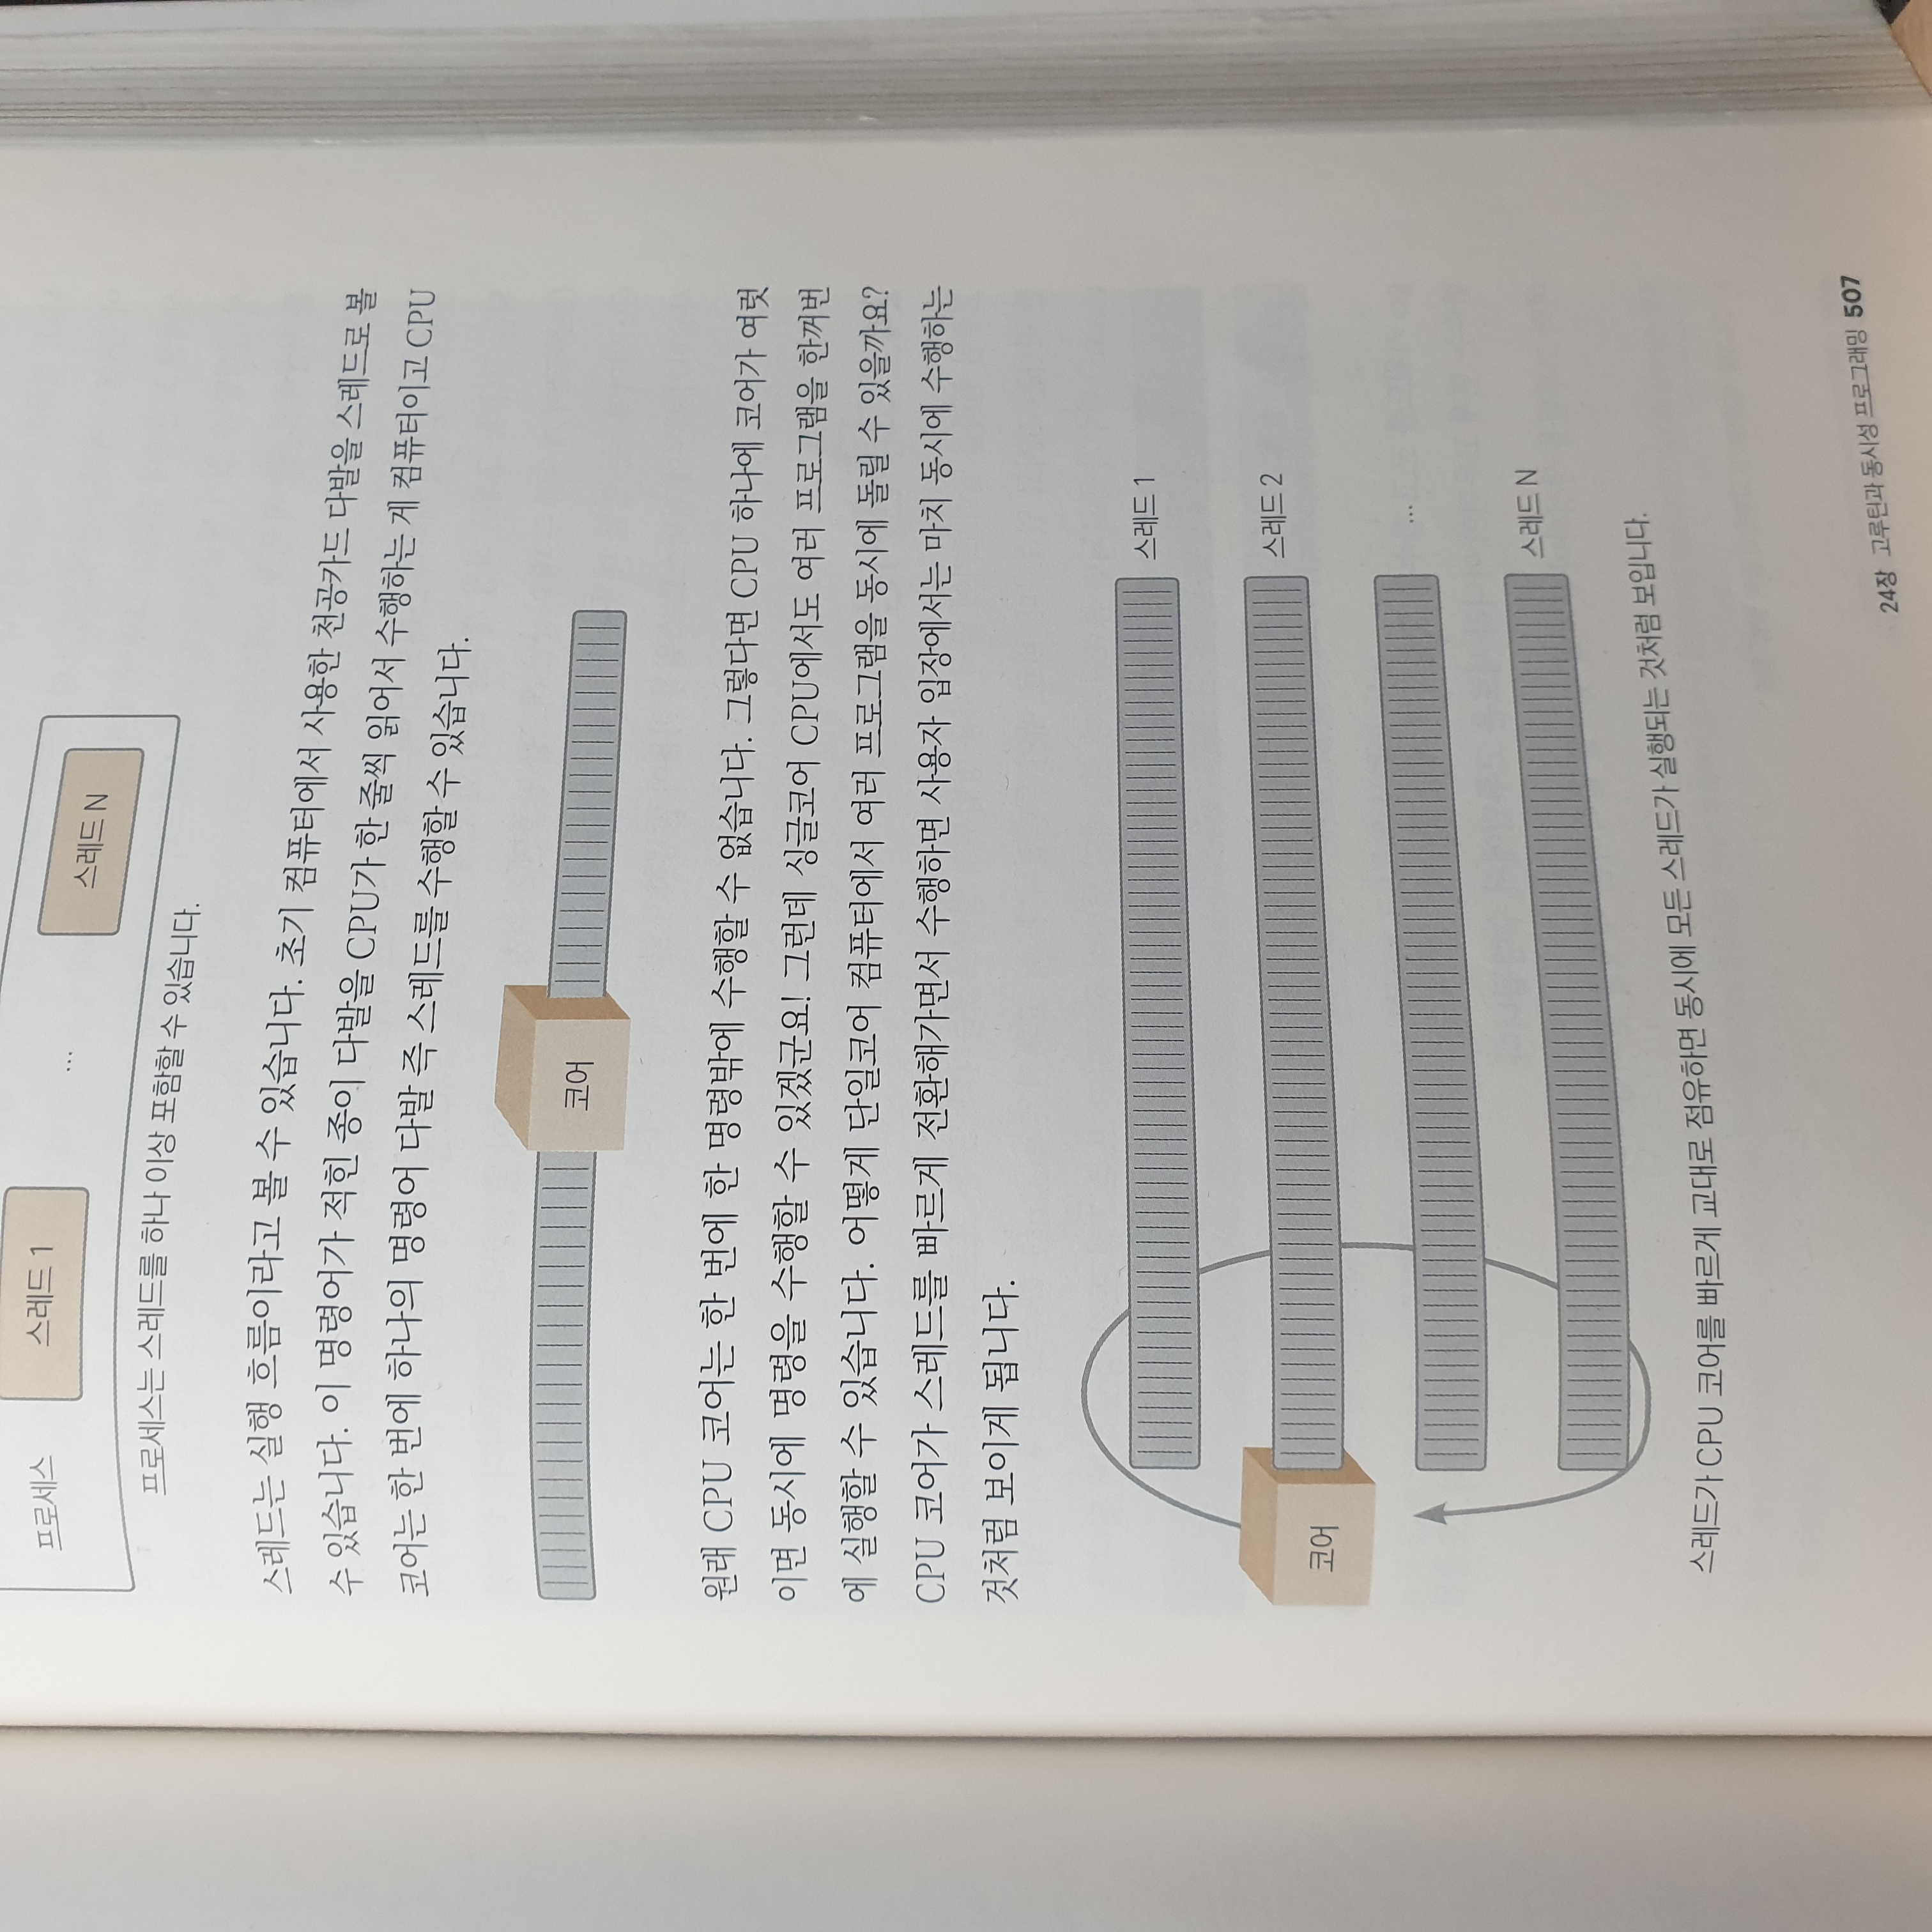 프로세스
스레드 1
...
스레드 N
프로세스는 스레드를 하나 이상 포함할 수 있습니다.
스레드는 실행 흐름이라고 볼 수 있습니다. 초기 컴퓨터에서 사용한 천공카드 다발을 스레드로 볼
수 있습니다. 이 명령어가 적힌 종이 다발을 CPU가 한 줄씩 읽어서 수행하는 게 컴퓨터이고 CPU
코어는 한 번에 하나의 명령어 다발 즉 스레드를 수행할 수 있습니다.
코어
원래 CPU 코어는 한 번에 한 명령밖에 수행할 수 없습니다. 그렇다면 CPU 하나에 코어가 여럿
이면 동시에 명령을 수행할 수 있겠군요! 그런데 싱글코어 CPU에서도 여러 프로그램을 한꺼번
에 실행할 수 있습니다. 어떻게 단일코어 컴퓨터에서 여러 프로그램을 동시에 돌릴 수 있을까요?
CPU 코어가 스레드를 빠르게 전환해가면서 수행하면 사용자 입장에서는 마치 동시에 수행하는
것처럼 보이게 됩니다.
스레드 1
스레드 2
코어
...
스레드 N
스레드가 CPU 코어를 빠르게 교대로 점유하면 동시에 모든 스레드가 실행되는 것처럼 보입니다.
24장 고루틴과 동시성 프로그래밍 507